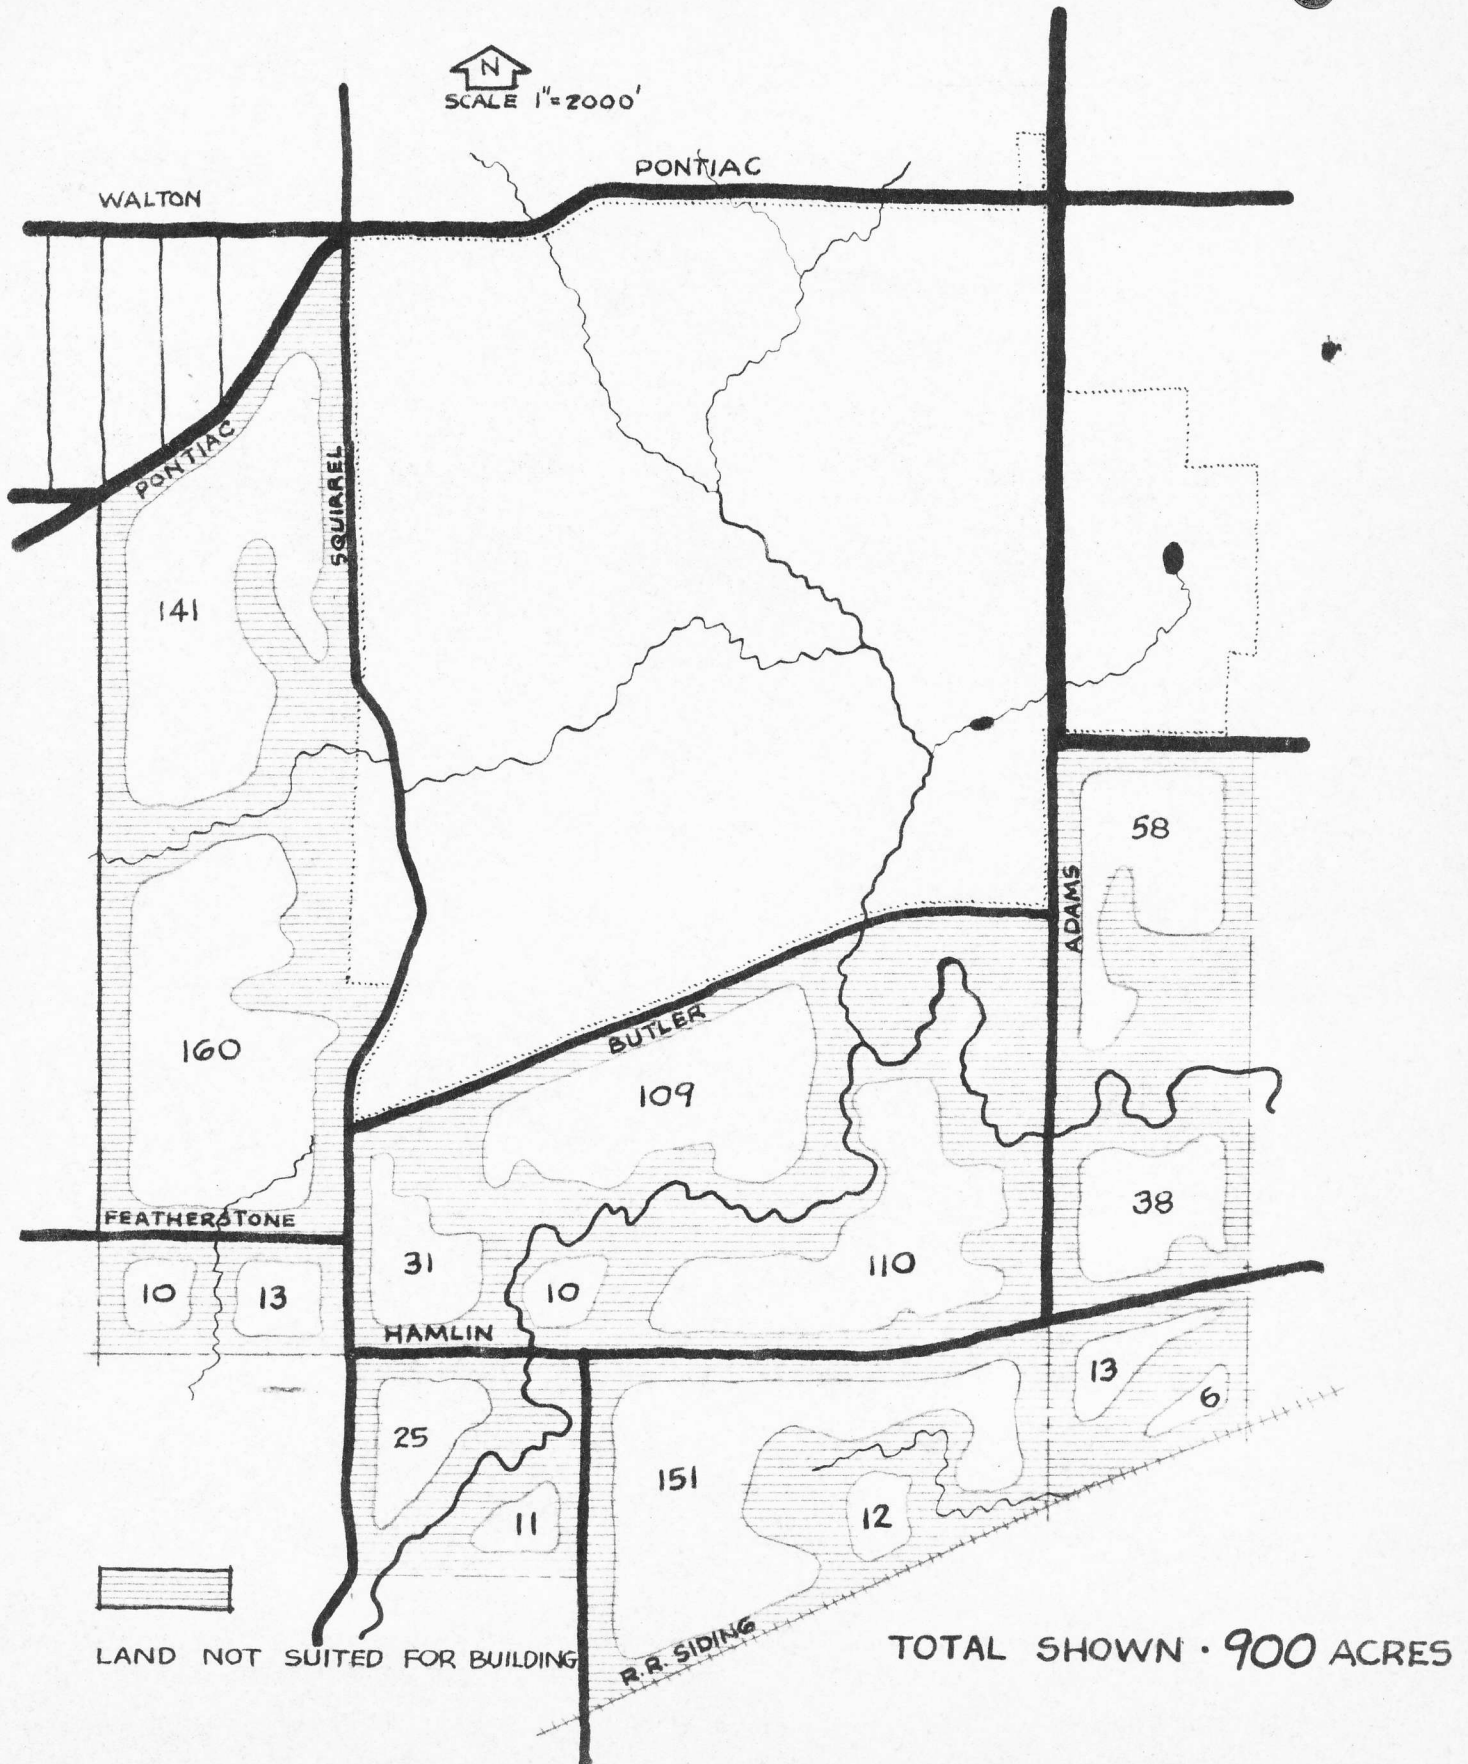 N
SCALE 1"=2000'
PONTIAC
WALTON
PONTIAC
SQUIRREL
141
58
ADAMS
BUTLER
160
109
38
FEATHERSTONE
31
110
10
13
10
HAMLIN
13
6
25
151
11
12
R.R. SIDING
LAND NOT SUITED FOR BUILDING
TOTAL SHOWN · 900 ACRES